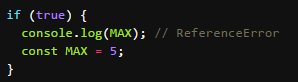 if (true) {
  console.log(MAX); // ReferenceError
  const MAX = 5;
}